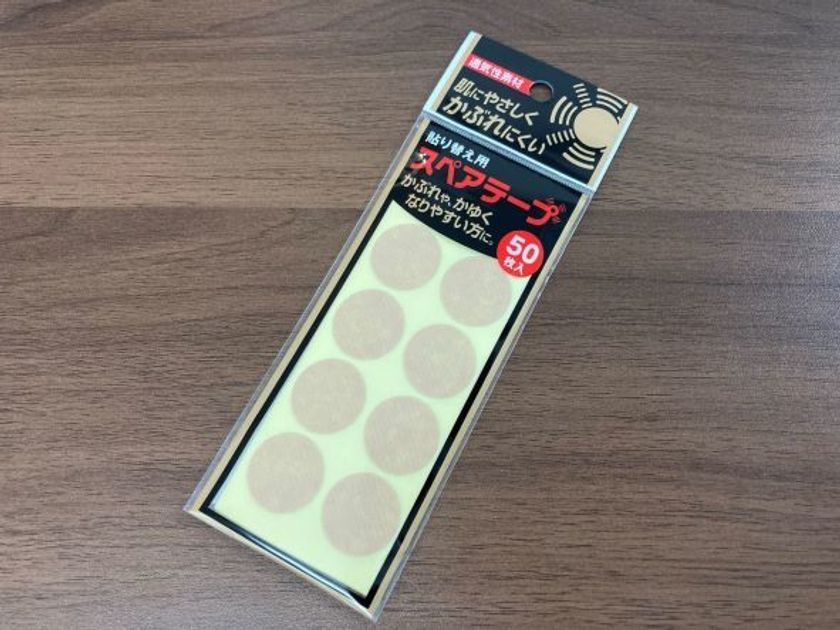 通気性素材
肌にやさしく
かぶれにくい
貼り替え用
スペアテープ
かぶれや、かゆく
なりやすい方に。
50
枚入